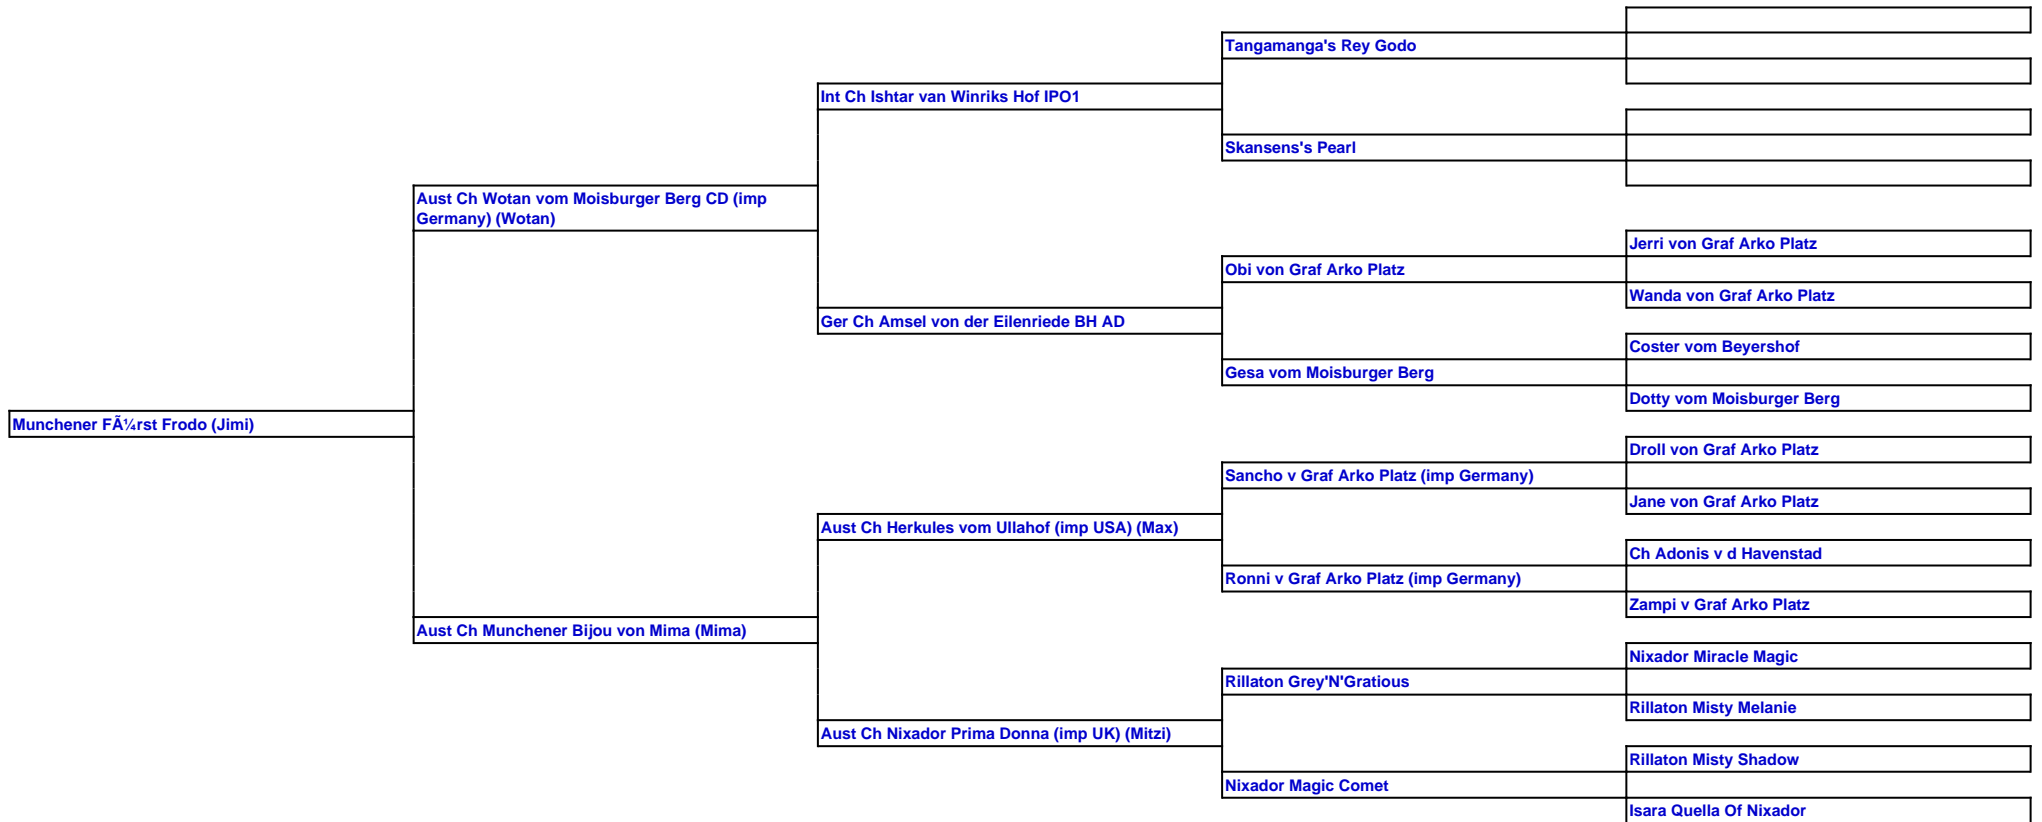 Tangamanga's Rey Godo
Int Ch Ishtar van Winriks Hof IPO1
Skansens's Pearl
Aust Ch Wotan vom Moisburger Berg CD (imp
Germany) (Wotan)
Jerri von Graf Arko Platz
Obi von Graf Arko Platz
Wanda von Graf Arko Platz
Ger Ch Amsel von der Eilenriede BH AD
Coster vom Beyershof
Gesa vom Moisburger Berg
Dotty vom Moisburger Berg
Munchener FÃ¼rst Frodo (Jimi)
Droll von Graf Arko Platz
Sancho v Graf Arko Platz (imp Germany)
Jane von Graf Arko Platz
Aust Ch Herkules vom Ullahof (imp USA) (Max)
Ch Adonis v d Havenstad
Ronni v Graf Arko Platz (imp Germany)
Zampi v Graf Arko Platz
Aust Ch Munchener Bijou von Mima (Mima)
Nixador Miracle Magic
Rillaton Grey'N'Gratious
Rillaton Misty Melanie
Aust Ch Nixador Prima Donna (imp UK) (Mitzi)
Rillaton Misty Shadow
Nixador Magic Comet
Isara Quella Of Nixador